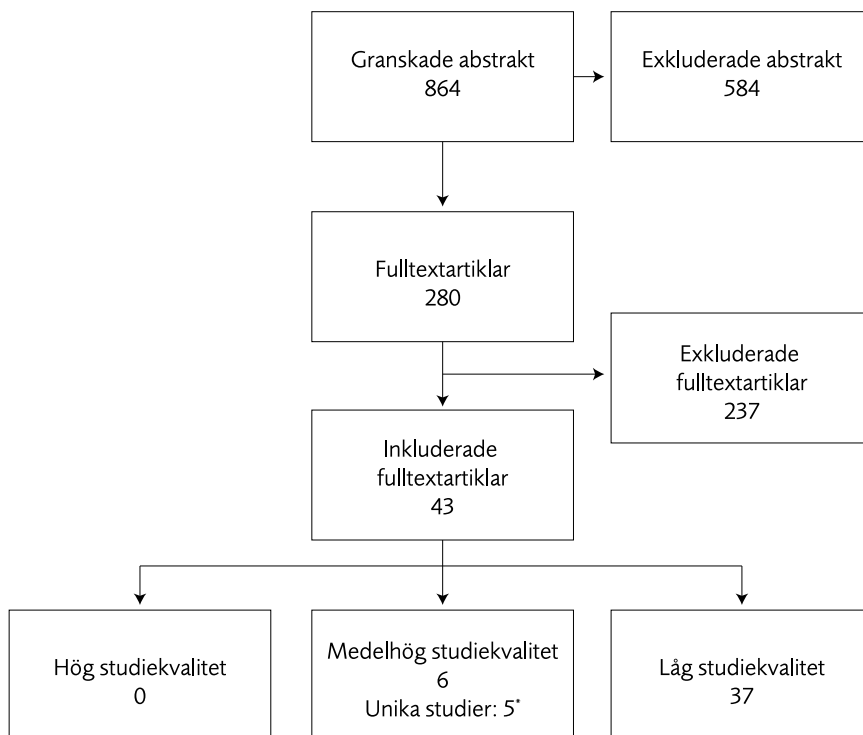 Granskade abstrakt
864
Exkluderade abstrakt
584
Fulltextartiklar
280
Exkluderade
fulltextartiklar
237
Inkluderade
fulltextartiklar
43
Hög studiekvalitet
0
Medelhög studiekvalitet
6
Unika studier: 5*
Låg studiekvalitet
37